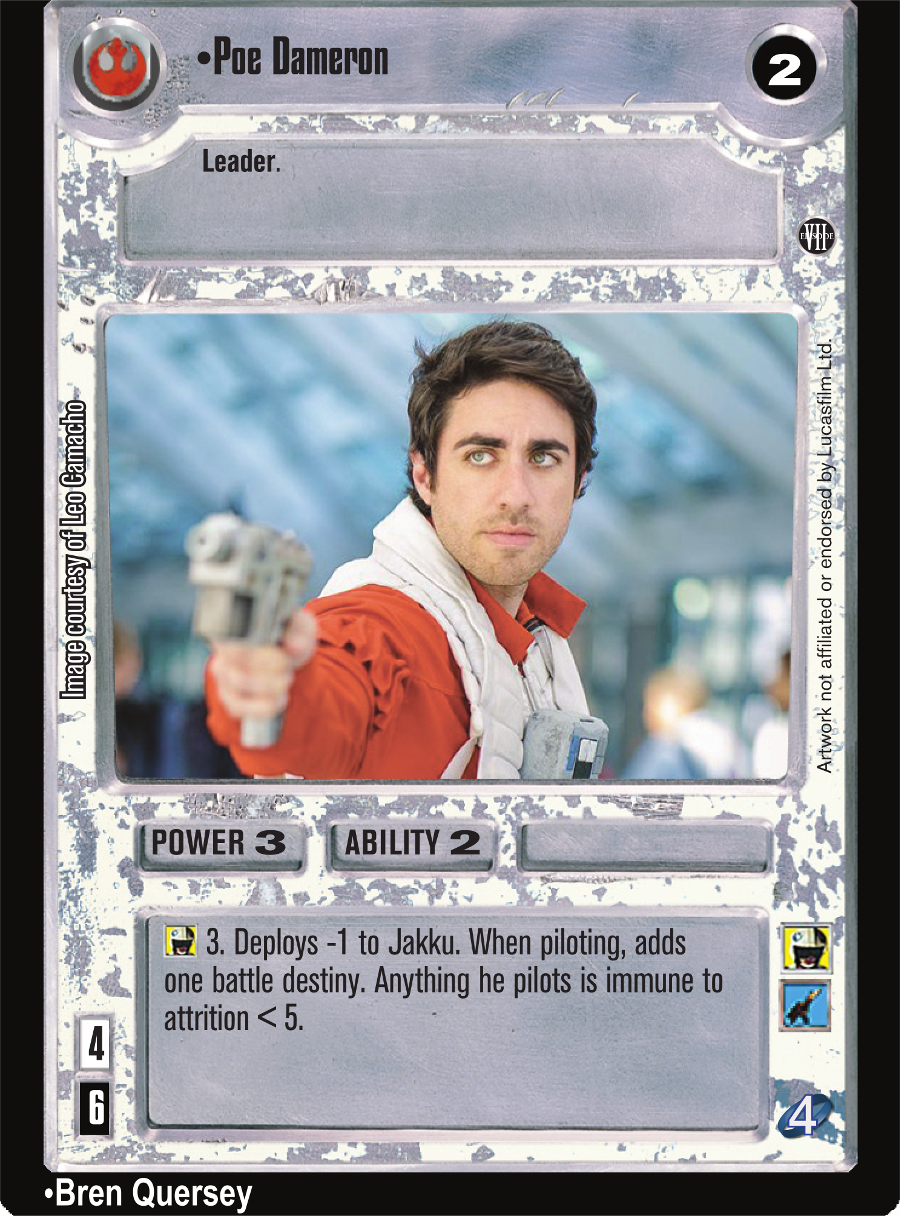 •Poe Dameron
2
Leader.
EPISODE
VII
Image courtesy of Leo Camacho
Artwork not affiliated or endorsed by Lucasfilm Ltd.
POWER 3
ABILITY 2
3. Deploys -1 to Jakku. When piloting, adds
one battle destiny. Anything he pilots is immune to
attrition < 5.
4
6
4
•Bren Quersey